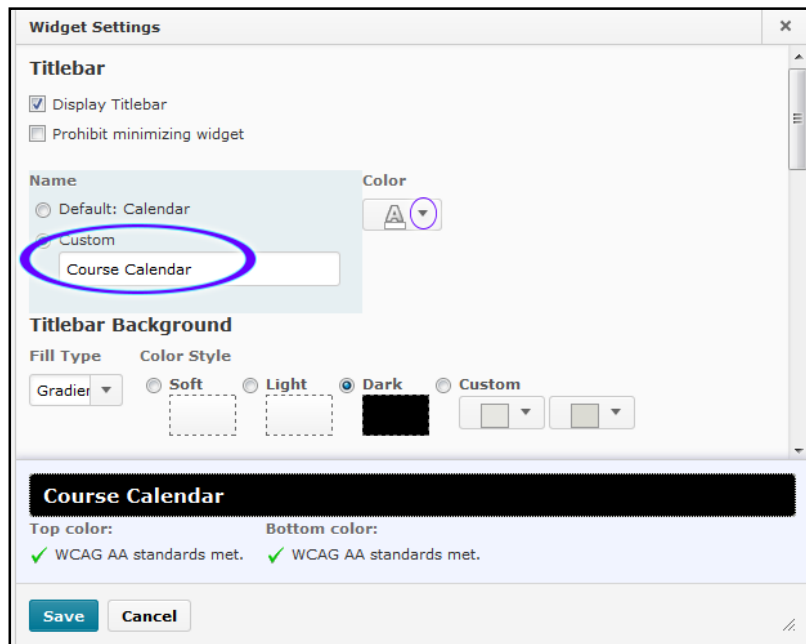 Widget Settings
Titlebar
Display Titlebar
Prohibit minimizing widget
Name Color
Default: Calendar
Custom
Course Calendar
Titlebar Background
Fill Type Color Style
Gradier Soft Light Dark Custom
Course Calendar
Top color: Bottom color:
WCAG AA standards met. WCAG AA standards met.
Save Cancel